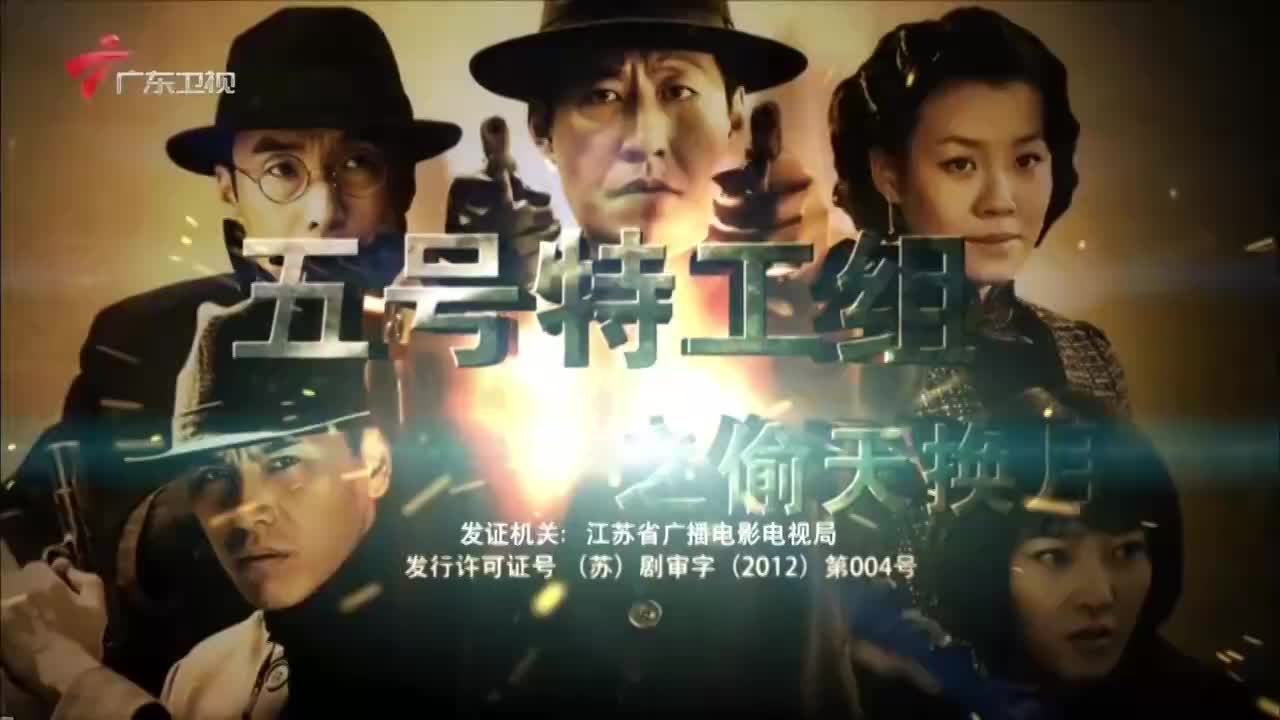 广东卫视
五号特工组
之偷天换月
发证机关: 江苏省广播电影电视局
发行许可证号 (苏) 剧审字 (2012) 第004号